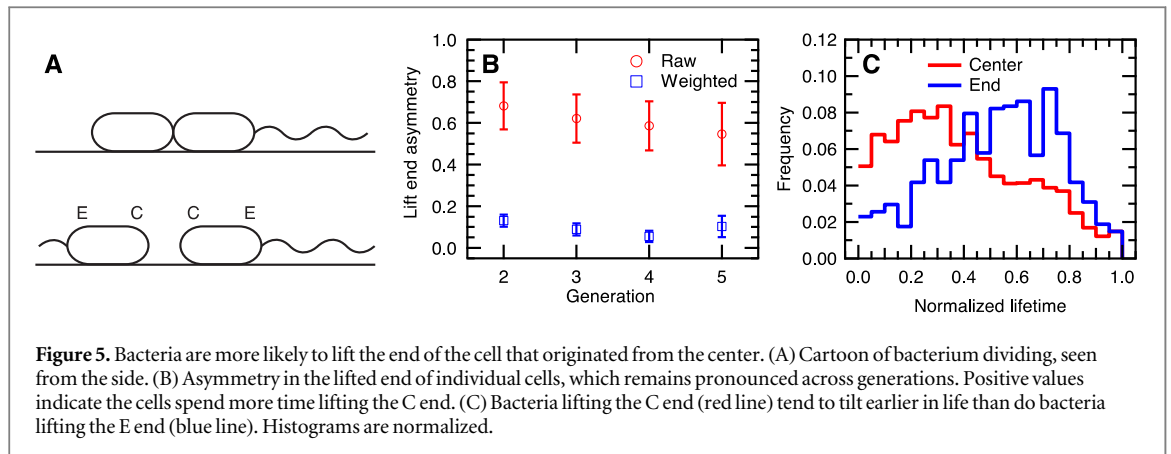 A
E C C E
B
Raw
Weighted
Lift end asymmetry
1.0
0.8
0.6
0.4
0.2
0.0
2 3 4 5
Generation
C
Center
End
Frequency
0.12
0.10
0.08
0.06
0.04
0.02
0.00
0.0 0.2 0.4 0.6 0.8 1.0
Normalized lifetime
Figure 5. Bacteria are more likely to lift the end of the cell that originated from the center. (A) Cartoon of bacterium dividing, seen
from the side. (B) Asymmetry in the lifted end of individual cells, which remains pronounced across generations. Positive values
indicate the cells spend more time lifting the C end. (C) Bacteria lifting the C end (red line) tend to tilt earlier in life than do bacteria
lifting the E end (blue line). Histograms are normalized.